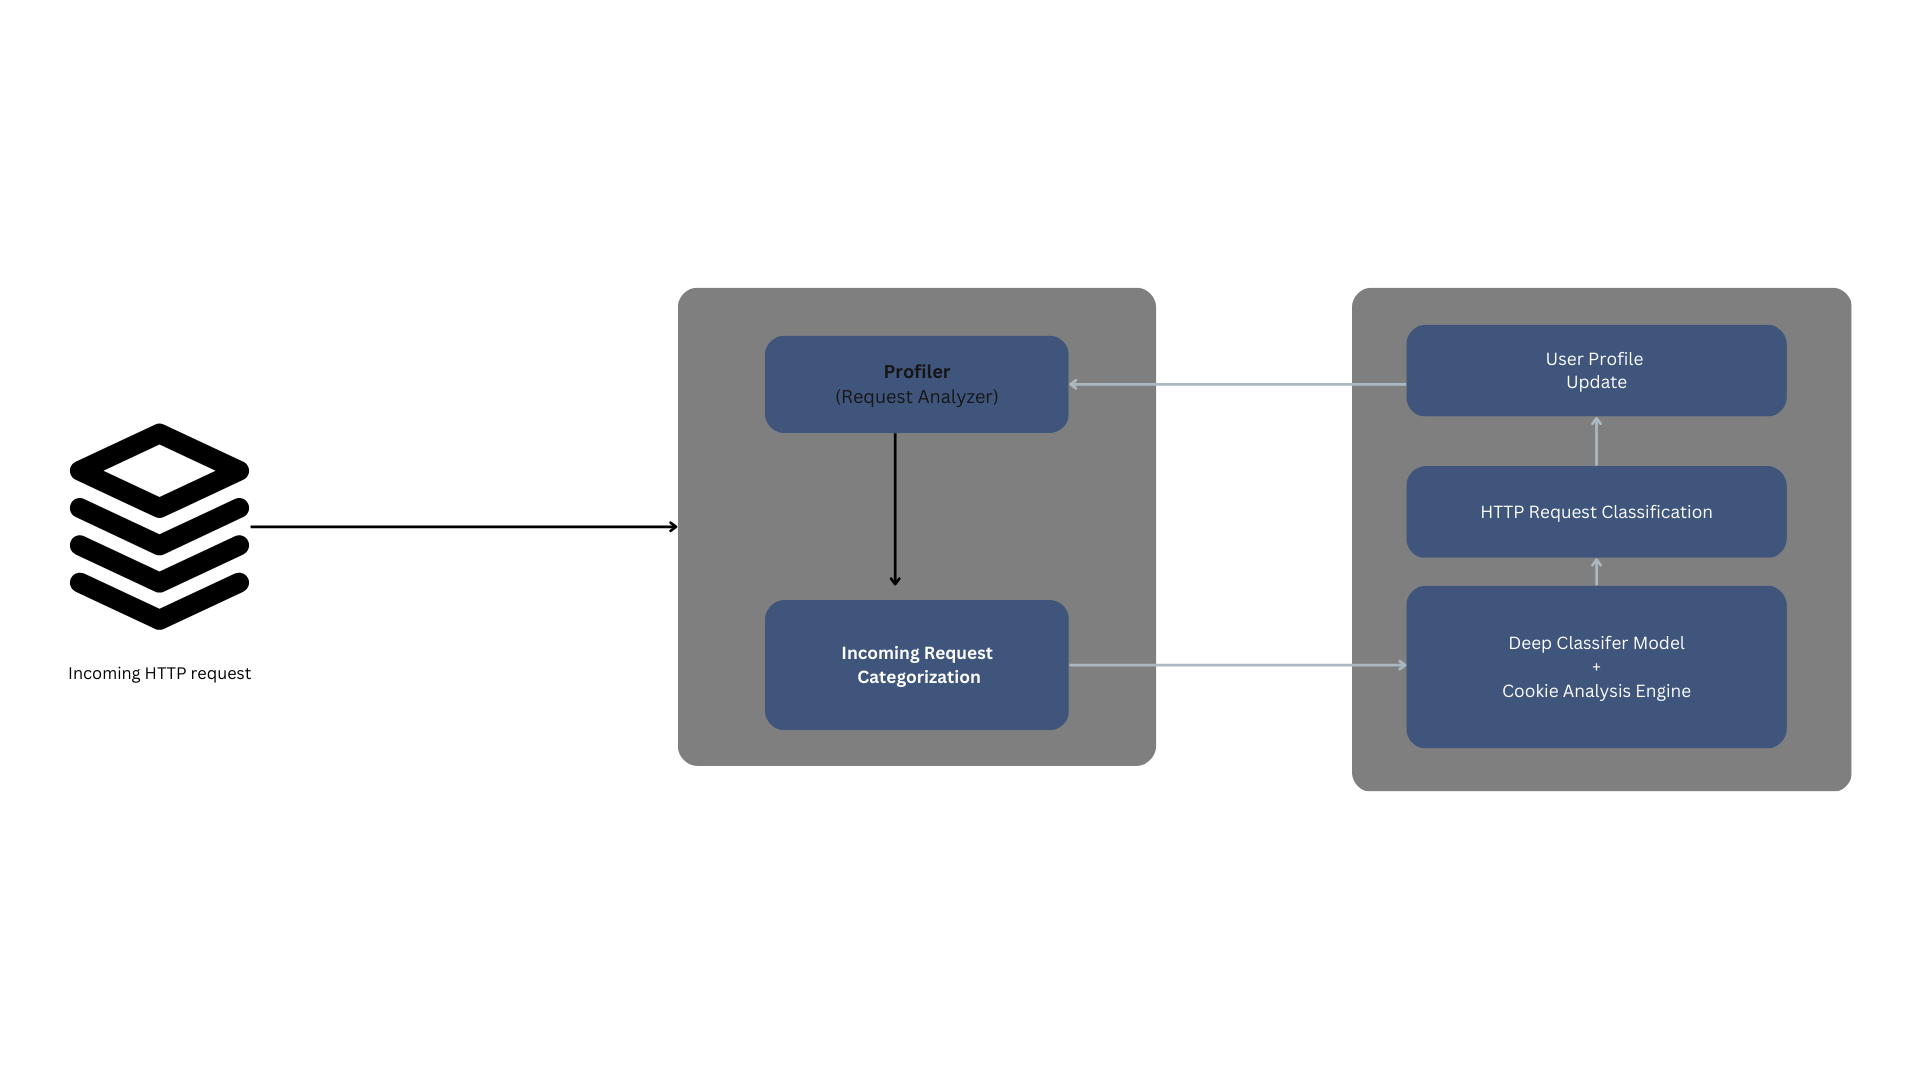 Incoming HTTP request
Profiler
(Request Analyzer)
Incoming Request
Categorization
User Profile
Update
HTTP Request Classification
Deep Classifer Model
+
Cookie Analysis Engine